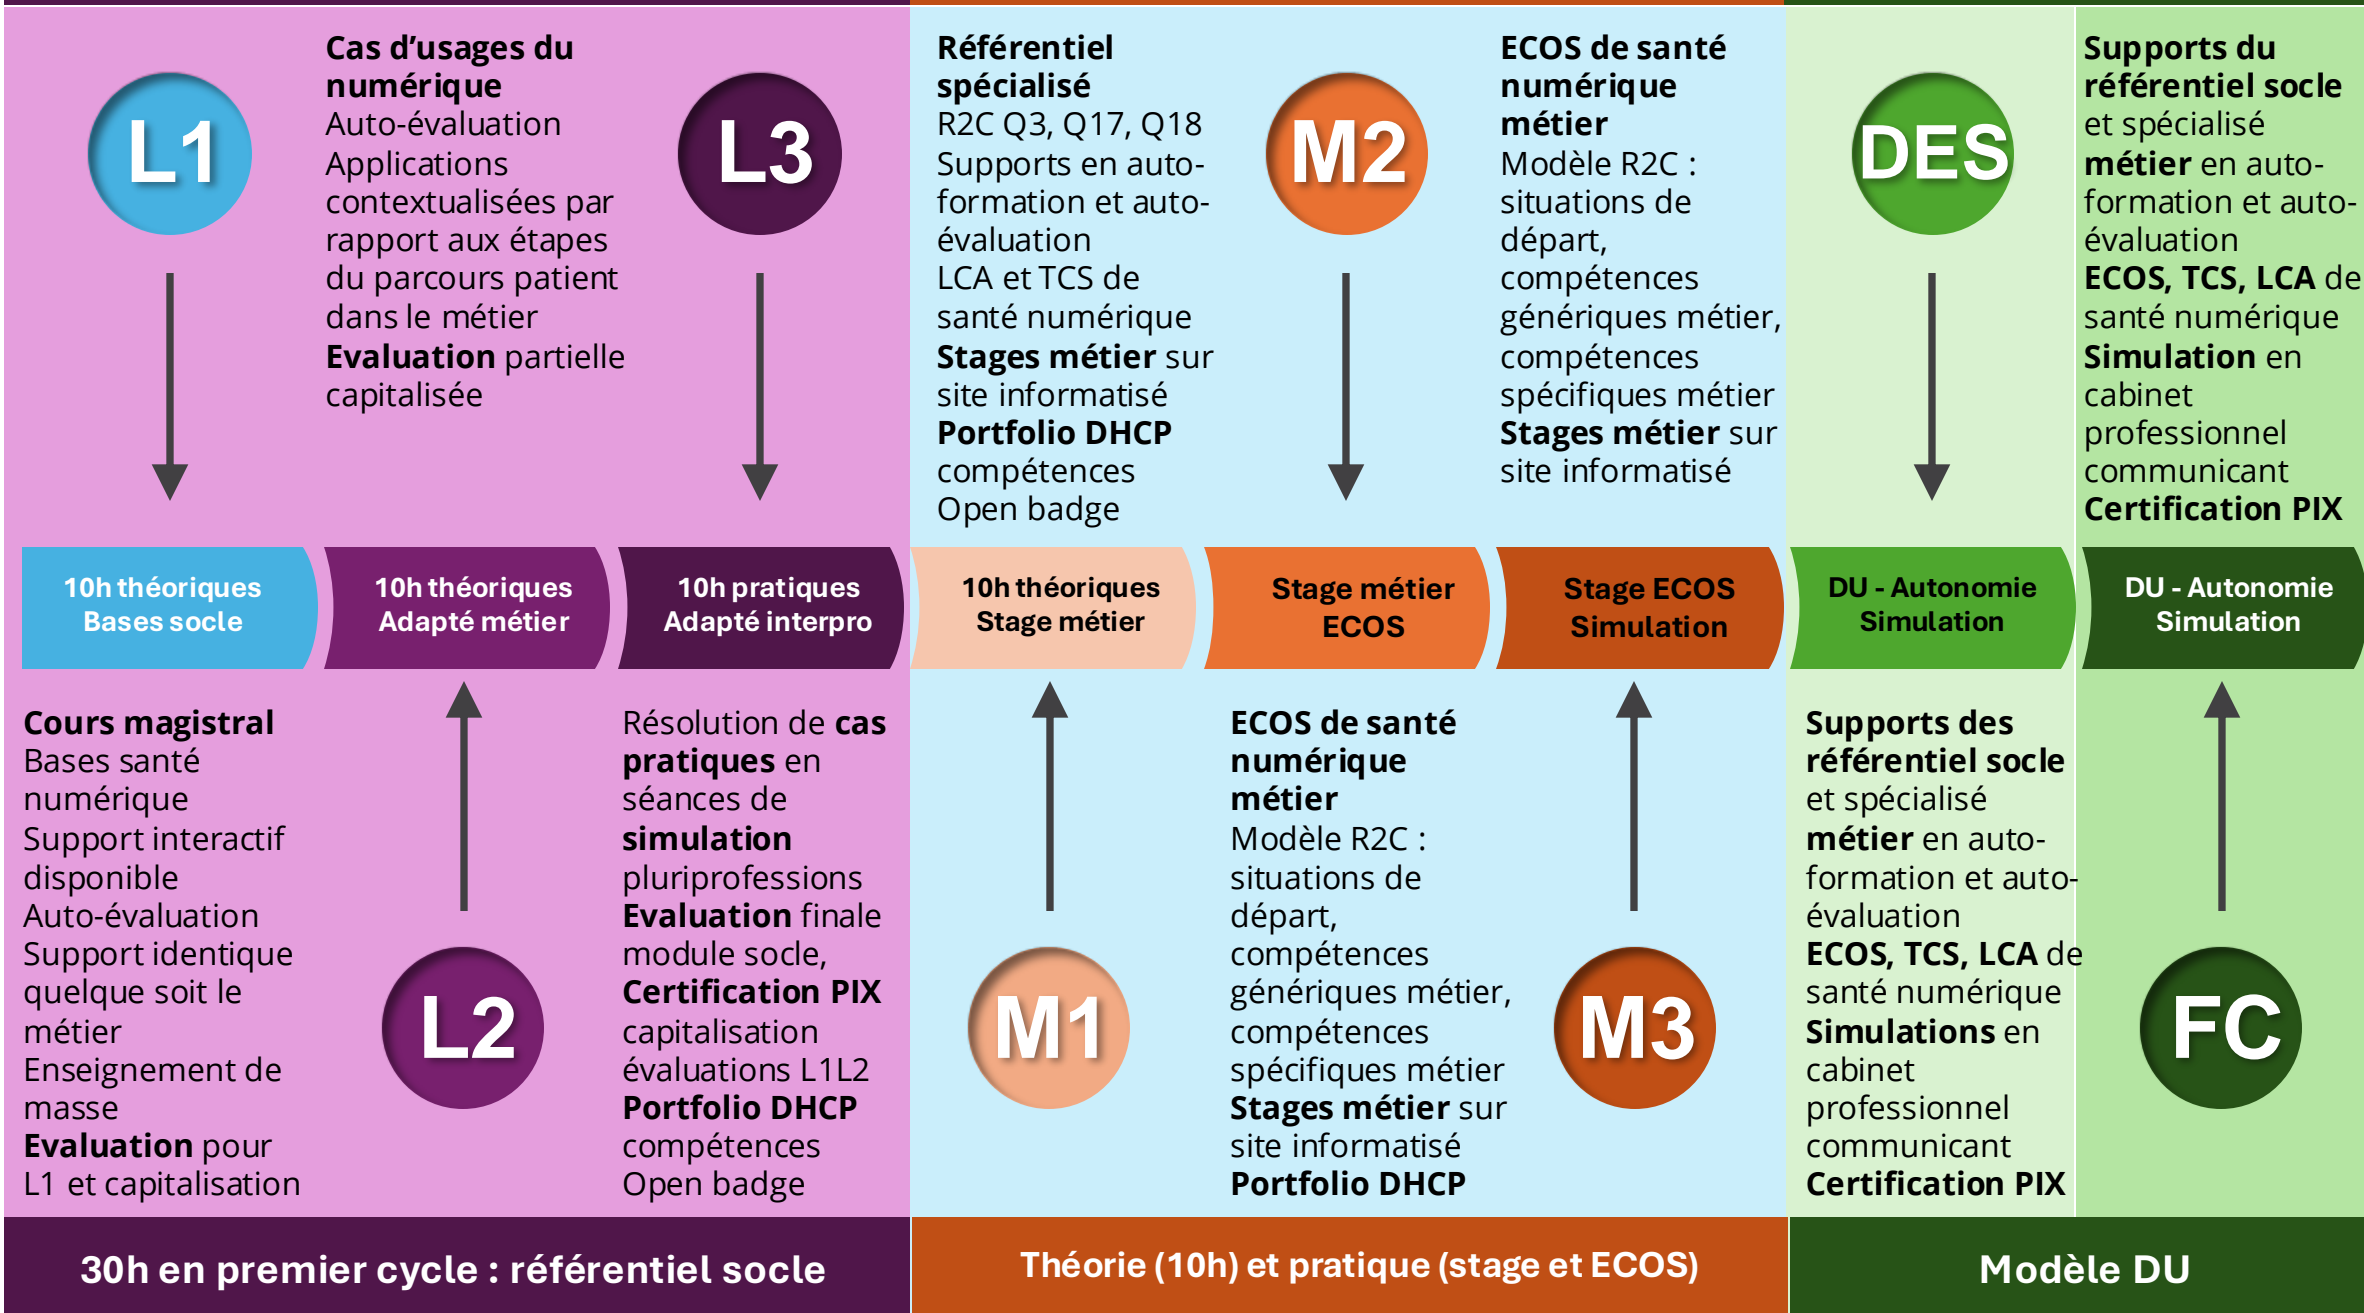 L1
Cas d’usages du
numérique
Auto-évaluation
Applications
contextualisées par
rapport aux étapes
du parcours patient
dans le métier
Evaluation partielle
capitalisée
L3
Référentiel
spécialisé
R2C Q3, Q17, Q18
Supports en auto-
formation et auto-
évaluation
LCA et TCS de
santé numérique
Stages métier sur
site informatisé
Portfolio DHCP
compétences
Open badge
M2
ECOS de santé
numérique
métier
Modèle R2C :
situations de
départ,
compétences
génériques métier,
compétences
spécifiques métier
Stages métier sur
site informatisé
DES
Supports du
référentiel socle
et spécialisé
métier en auto-
formation et auto-
évaluation
ECOS, TCS, LCA de
santé numérique
Simulation en
cabinet
professionnel
communicant
Certification PIX
10h théoriques
Bases socle
10h théoriques
Adapté métier
10h pratiques
Adapté interpro
10h théoriques
Stage métier
Stage métier
ECOS
Stage ECOS
Simulation
DU - Autonomie
Simulation
DU - Autonomie
Simulation
Cours magistral
Bases santé
numérique
Support interactif
disponible
Auto-évaluation
Support identique
quelque soit le
métier
Enseignement de
masse
Evaluation pour
L1 et capitalisation
L2
Résolution de cas
pratiques en
séances de
simulation
pluriprofessions
Evaluation finale
module socle,
Certification PIX
capitalisation
évaluations L1L2
Portfolio DHCP
compétences
Open badge
M1
ECOS de santé
numérique
métier
Modèle R2C :
situations de
départ,
compétences
génériques métier,
compétences
spécifiques métier
Stages métier sur
site informatisé
Portfolio DHCP
M3
Supports des
référentiel socle
et spécialisé
métier en auto-
formation et auto-
évaluation
ECOS, TCS, LCA de
santé numérique
Simulations en
cabinet
professionnel
communicant
Certification PIX
FC
30h en premier cycle : référentiel socle
Théorie (10h) et pratique (stage et ECOS)
Modèle DU